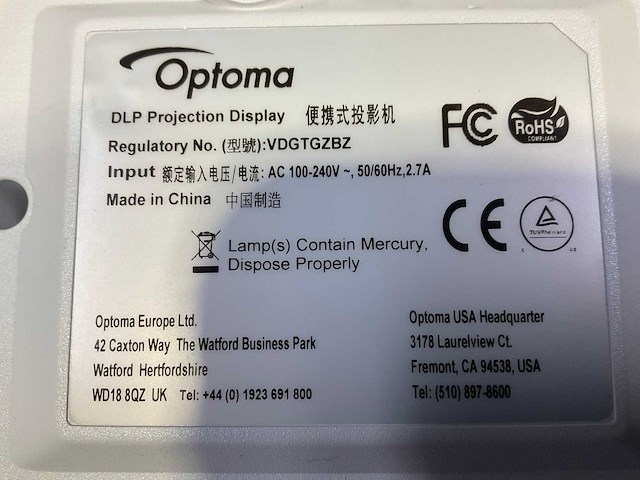 Optoma
DLP Projection Display 便携式投影机
FC
RoHS
COMPLIANT
Regulatory No. (型號):VDGTGZBZ
Input 额定输入电压/电流: AC 100-240V ~, 50/60Hz,2.7A
Made in China 中国制造
CE
Lamp(s) Contain Mercury,
Dispose Properly
Optoma Europe Ltd.
42 Caxton Way The Watford Business Park
Watford Hertfordshire
WD18 8QZ UK Tel: +44 (0) 1923 691 800
Optoma USA Headquarter
3178 Laurelview Ct.
Fremont, CA 94538, USA
Tel: (510) 897-8600